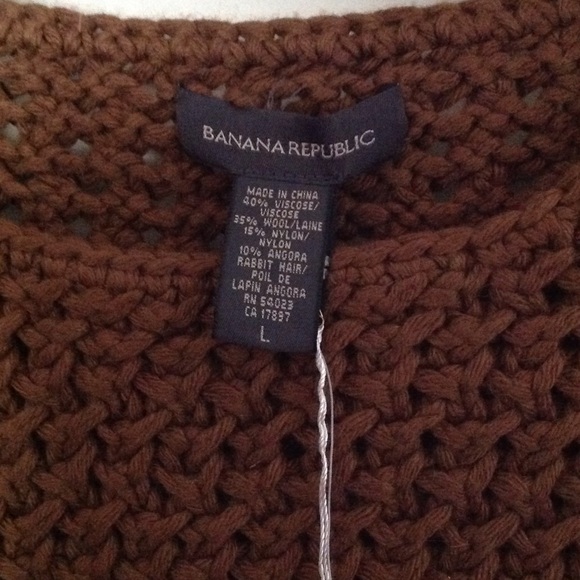 BANANA REPUBLIC
MADE IN CHINA
40% VISCOSE/
VISCOSE
35% WOOL/LAINE
15% NYLON/
NYLON
10% ANGORA
RABBIT HAIR/
POIL DE
LAPIN ANGORA
RN 54023
CA 17897
L